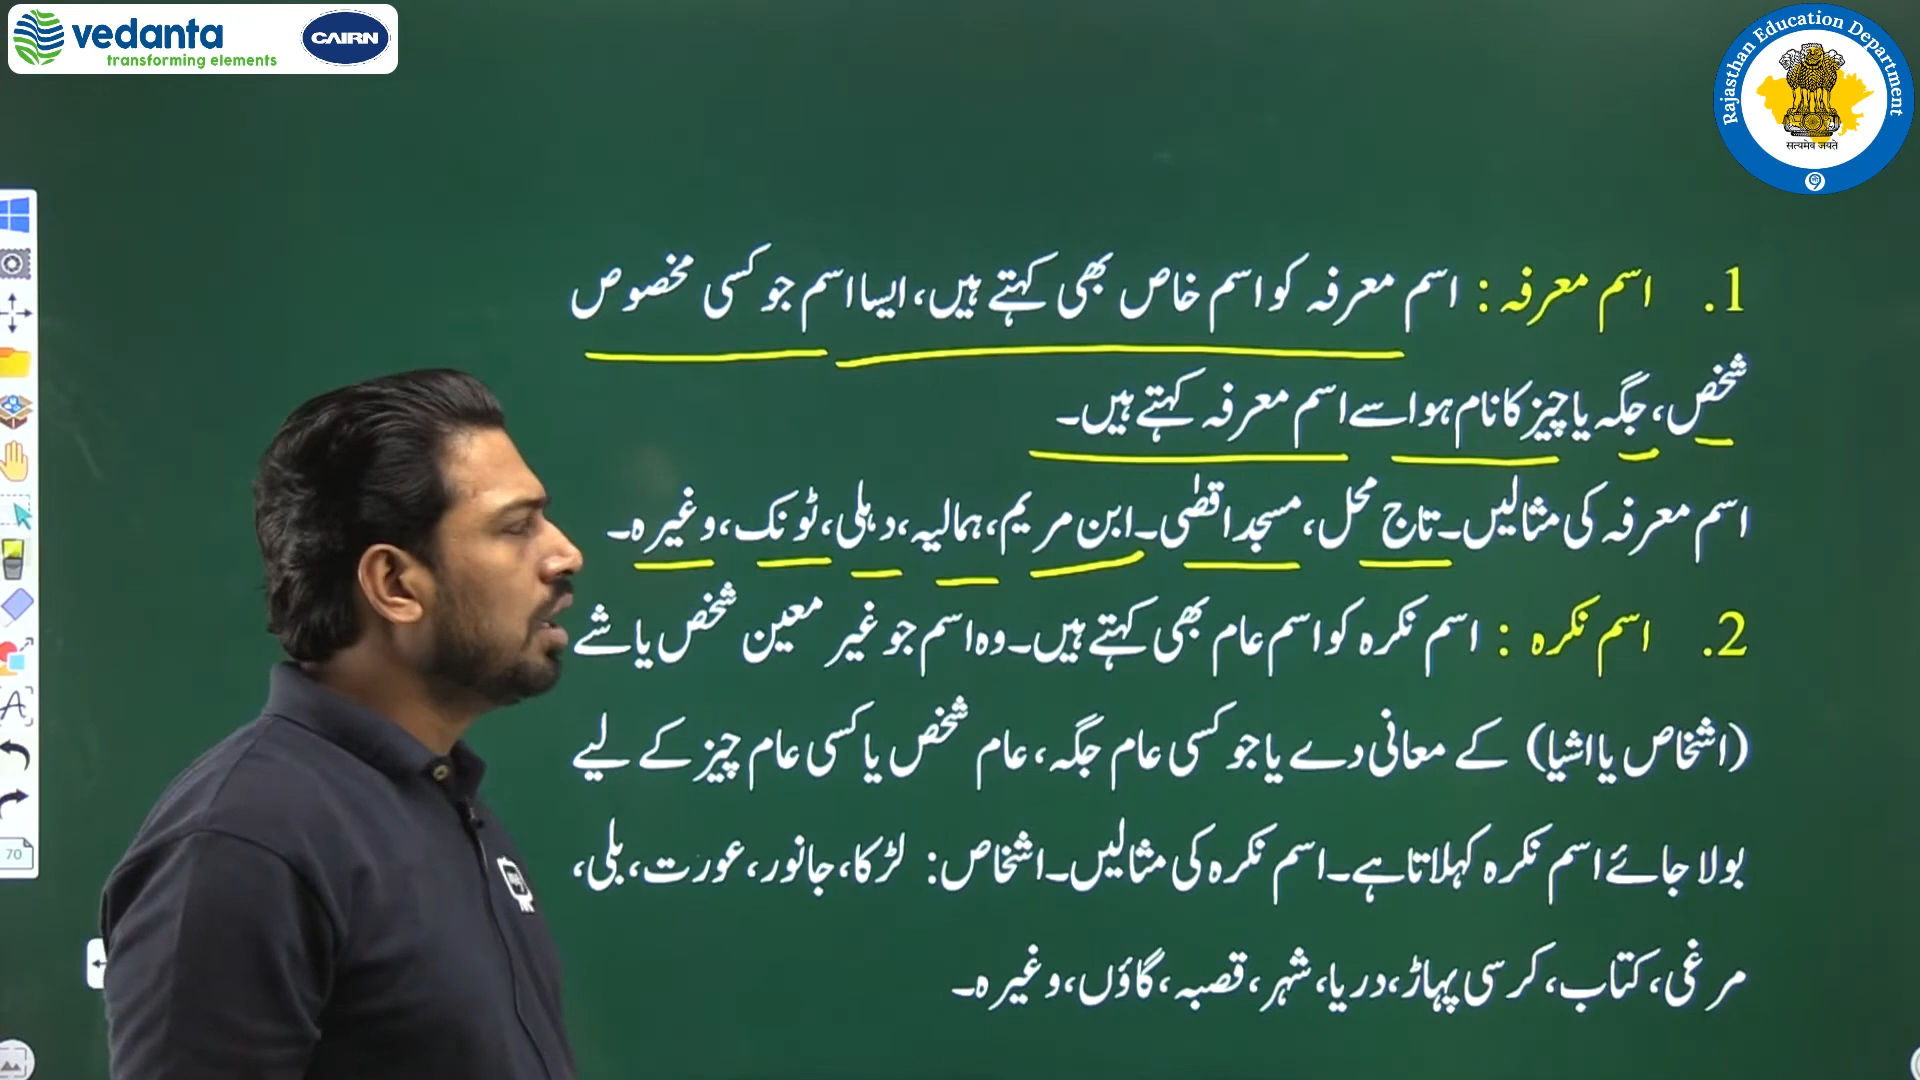 vedanta
transforming elements
CAIRN
Rajasthan Education Department
सत्यमेव जयते
1. اسم معرفہ : اسم معرفہ کو اسم خاص بھی کہتے ہیں، ایسا اسم جو کسی مخصوص
شخص، جگہ یا چیز کا نام ہو اسے اسم معرفہ کہتے ہیں۔
اسم معرفہ کی مثالیں۔ تاج محل، مسجد اقصٰی۔ ابن مریم، ہمالیہ، دہلی، ٹونک، وغیرہ۔
2. اسم نکرہ : اسم نکرہ کو اسم عام بھی کہتے ہیں۔ وہ اسم جو غیر معین شخص یا شے
(اشخاص یا اشیا) کے معانی دے یا جو کسی عام جگہ، عام شخص یا کسی عام چیز کے لیے
بولا جائے اسم نکرہ کہلاتا ہے۔ اسم نکرہ کی مثالیں۔ اشخاص: لڑکا، جانور، عورت، بلی،
مرغی، کتاب، کرسی پہاڑ، دریا، شہر، قصبہ، گاؤں، وغیرہ۔
70